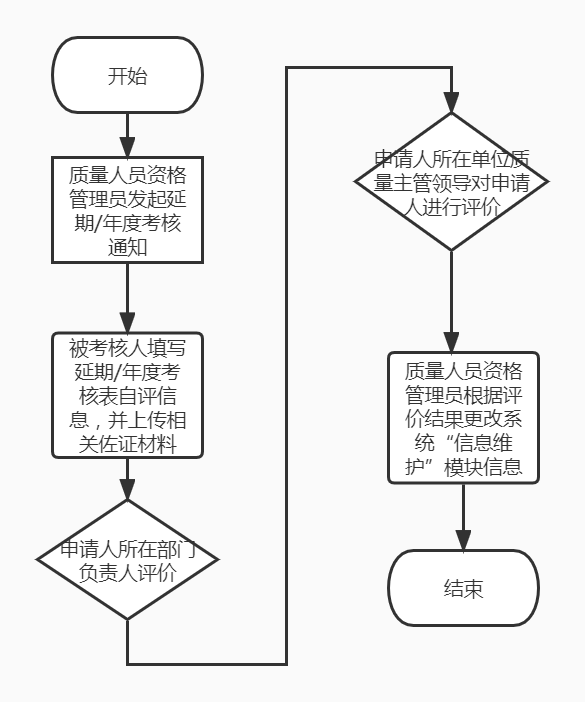 开始
质量人员资格
管理员发起延
期/年度考核
通知
被考核人填写
延期/年度考
核表自评信
息，并上传相
关佐证材料
申请人所在部门
负责人评价
申请人所在单位质
量主管领导对申请
人进行评价
质量人员资格
管理员根据评
价结果更改系
统“信息维
护”模块信息
结束